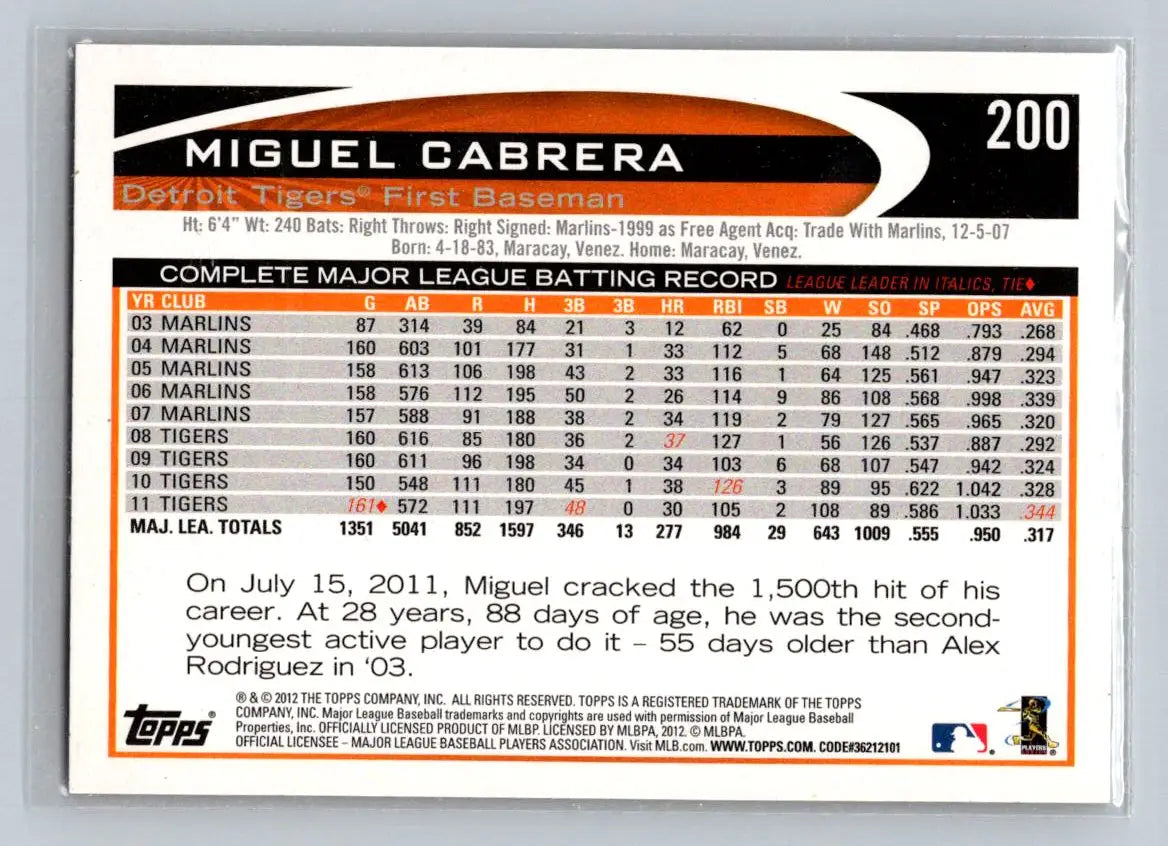 200
MIGUEL CABRERA
Detroit Tigers® First Baseman
Ht: 6'4" Wt: 240 Bats: Right Throws: Right Signed: Marlins-1999 as Free Agent Acq: Trade With Marlins, 12-5-07
Born: 4-18-83, Maracay, Venez. Home: Maracay, Venez.
COMPLETE MAJOR LEAGUE BATTING RECORD LEAGUE LEADER IN ITALICS, TIE♦
YR CLUB G AB R H 3B 3B HR RBI SB W SO SP OPS AVG
03 MARLINS 87 314 39 84 21 3 12 62 0 25 84 .468 .793 .268
04 MARLINS 160 603 101 177 31 1 33 112 5 68 148 .512 .879 .294
05 MARLINS 158 613 106 198 43 2 33 116 1 64 125 .561 .947 .323
06 MARLINS 158 576 112 195 50 2 26 114 9 86 108 .568 .998 .339
07 MARLINS 157 588 91 188 38 2 34 119 2 79 127 .565 .965 .320
08 TIGERS 160 616 85 180 36 2 37 127 1 56 126 .537 .887 .292
09 TIGERS 160 611 96 198 34 0 34 103 6 68 107 .547 .942 .324
10 TIGERS 150 548 111 180 45 1 38 126 3 89 95 .622 1.042 .328
11 TIGERS 161♦ 572 111 197 48 0 30 105 2 108 89 .586 1.033 .344
MAJ. LEA. TOTALS 1351 5041 852 1597 346 13 277 984 29 643 1009 .555 .950 .317
On July 15, 2011, Miguel cracked the 1,500th hit of his
career. At 28 years, 88 days of age, he was the second-
youngest active player to do it – 55 days older than Alex
Rodriguez in '03.
® & © 2012 THE TOPPS COMPANY, INC. ALL RIGHTS RESERVED. TOPPS IS A REGISTERED TRADEMARK OF THE TOPPS
COMPANY, INC. Major League Baseball trademarks and copyrights are used with permission of Major League Baseball
Properties, Inc. OFFICIALLY LICENSED PRODUCT OF MLBP. LICENSED BY MLBPA, 2012. © MLBPA.
OFFICIAL LICENSEE – MAJOR LEAGUE BASEBALL PLAYERS ASSOCIATION. Visit MLB.com. WWW.TOPPS.COM. CODE#36212101
Topps®
PLAYERS